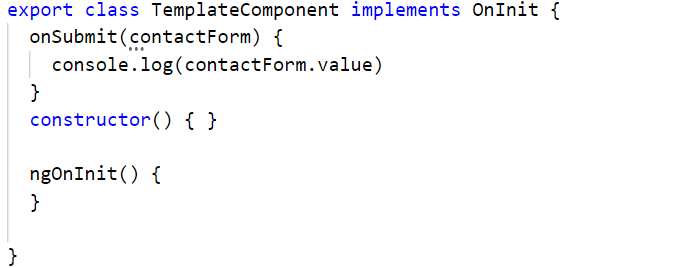 export class TemplateComponent implements OnInit {
  onSubmit(contactForm) {
    console.log(contactForm.value)
  }
  constructor() { }

  ngOnInit() {
  }

}